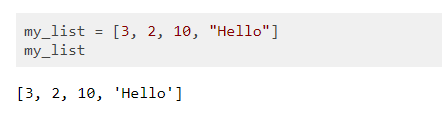 my_list = [3, 2, 10, "Hello"]
my_list
[3, 2, 10, 'Hello']